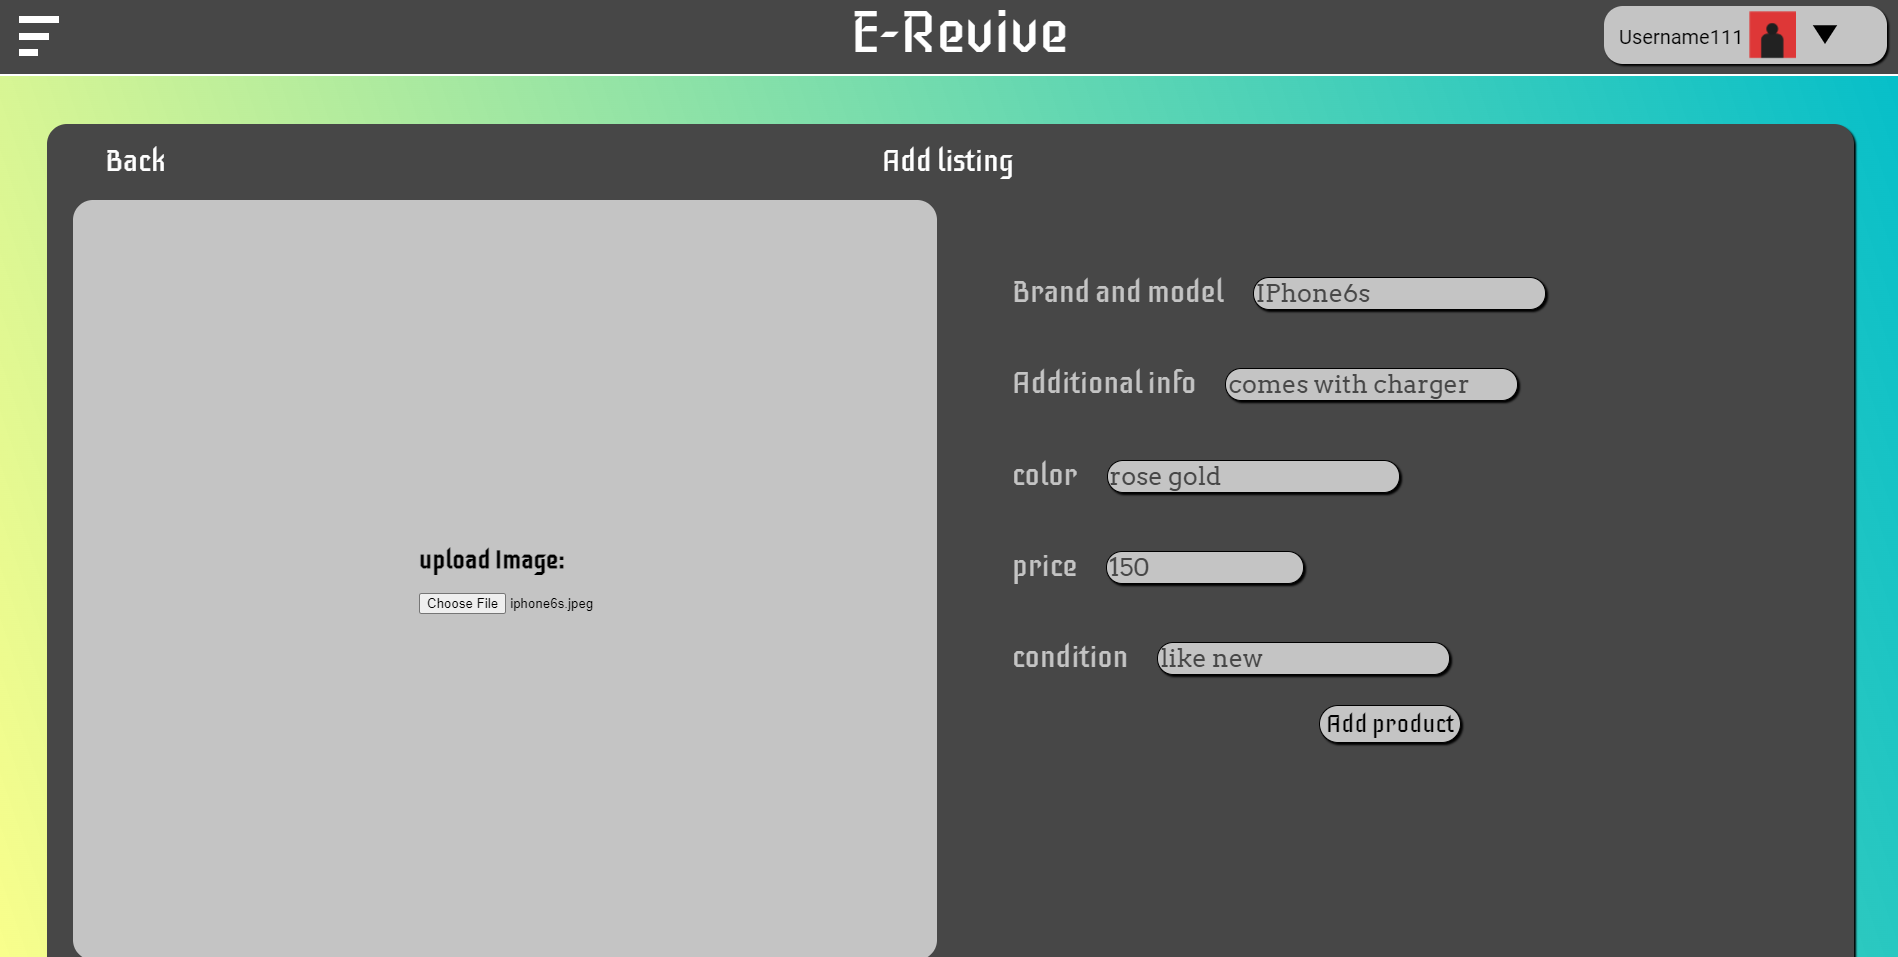 E-Revive
Username111
Back
Add listing
Brand and model IPhone6s
Additional info comes with charger
color rose gold
price 150
condition like new
Add product
upload Image:
Choose File iphone6s.jpeg